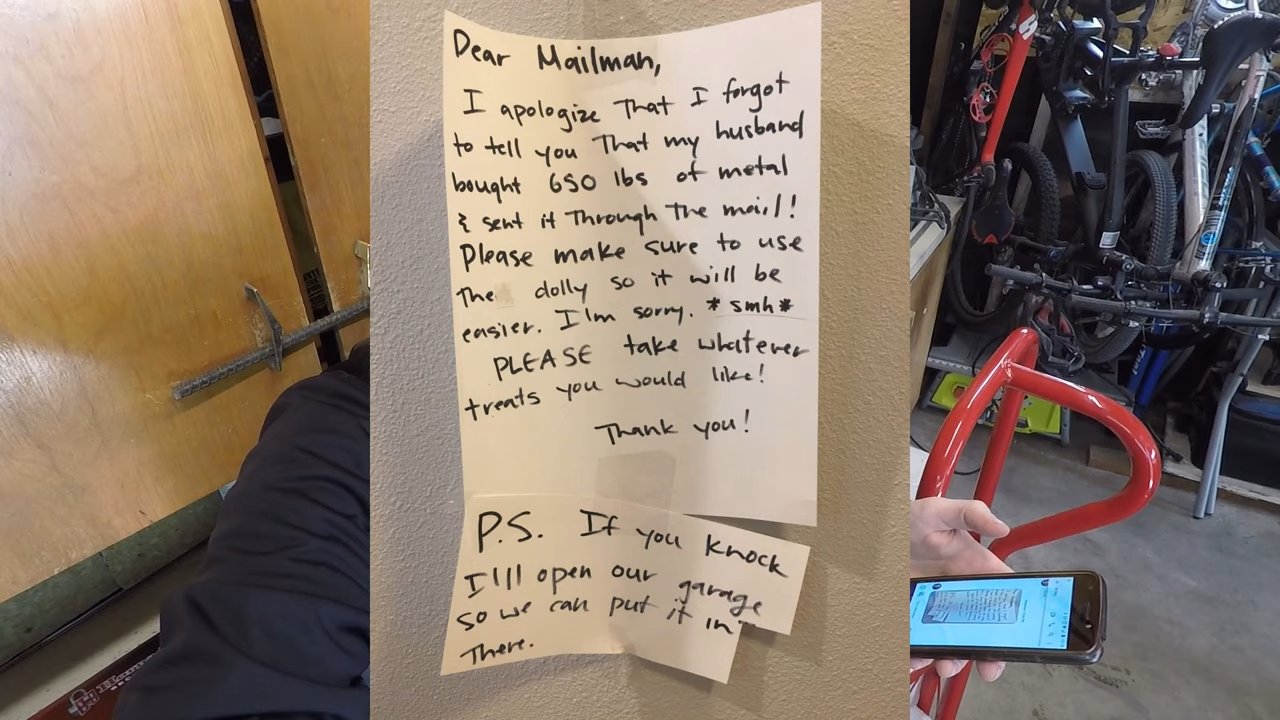 Dear Mailman,
I apologize That I forgot
to tell you That my husband
bought 650 lbs of metal
& sent it Through The mail!
Please make sure to use
The dolly so it will be
easier. I'm sorry. *smh*
PLEASE take whatever
treats you would like!
Thank you!
P.S. If you knock
I'll open our garage
so we can put it in
There.